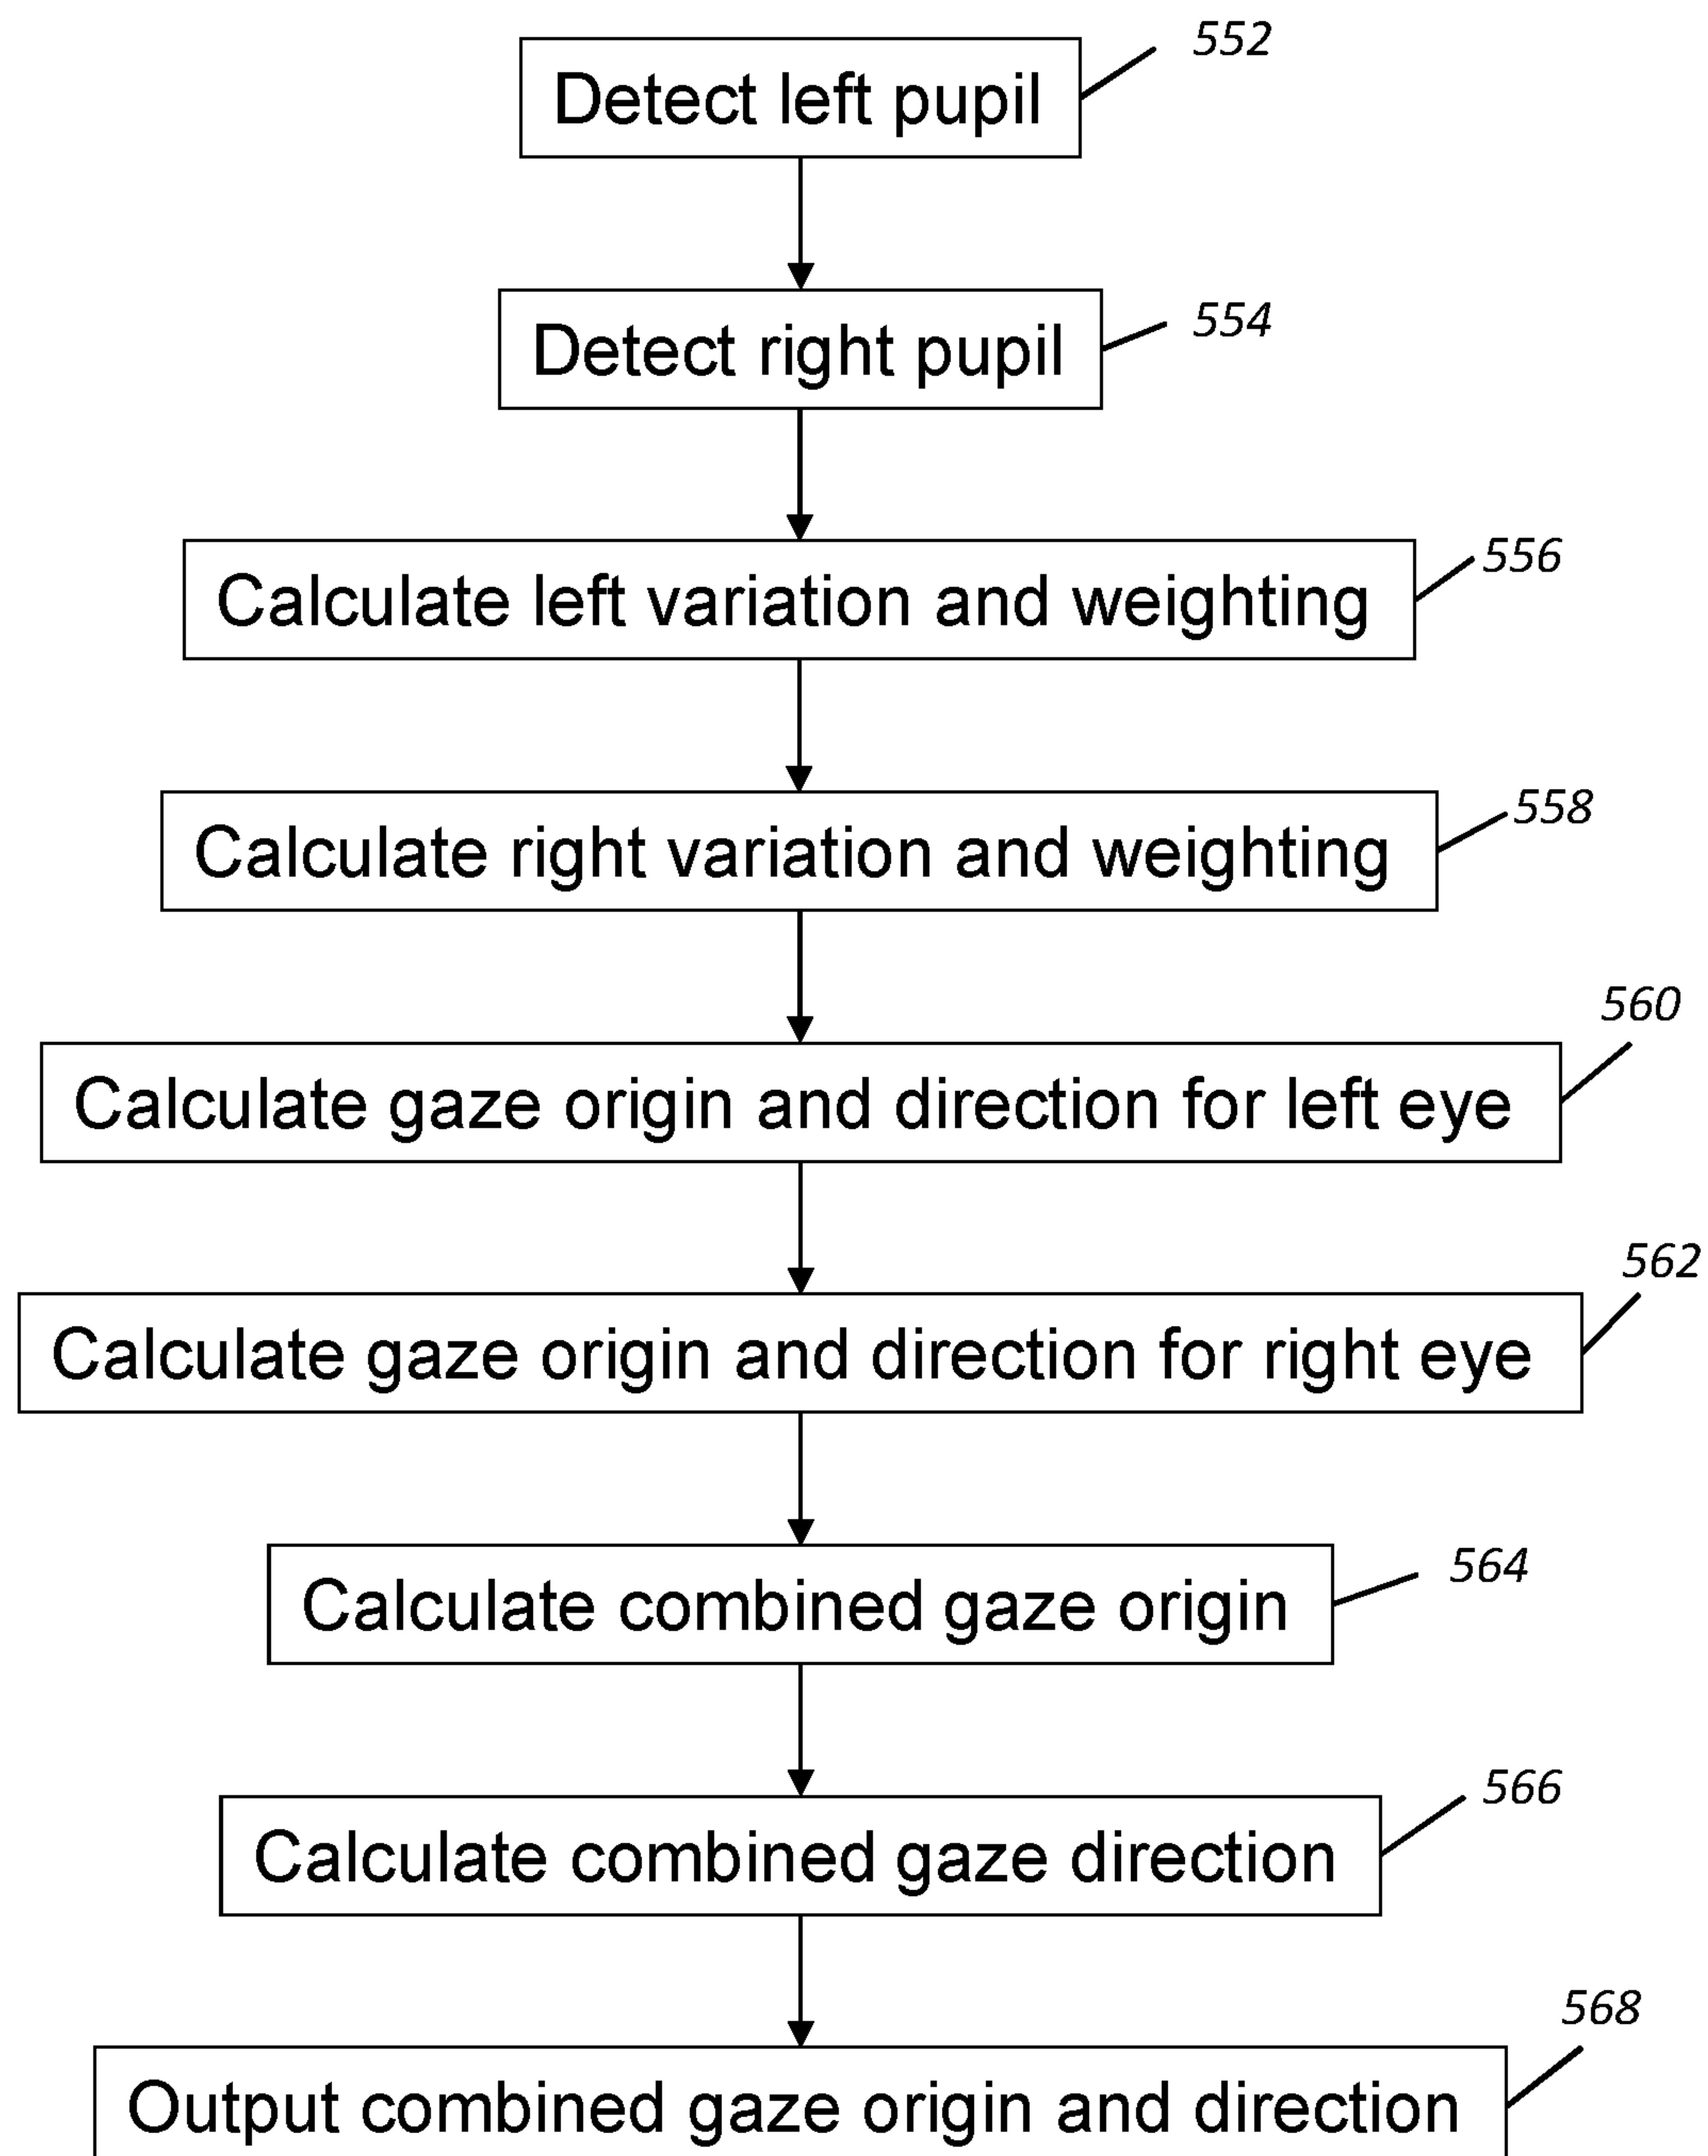 552
Detect left pupil
554
Detect right pupil
556
Calculate left variation and weighting
558
Calculate right variation and weighting
560
Calculate gaze origin and direction for left eye
562
Calculate gaze origin and direction for right eye
564
Calculate combined gaze origin
566
Calculate combined gaze direction
568
Output combined gaze origin and direction